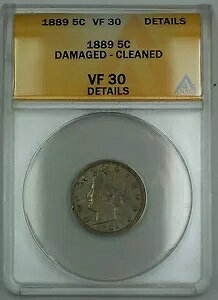 1889 5C VF 30 DETAILS
1889 5C
DAMAGED - CLEANED
VF 30
DETAILS